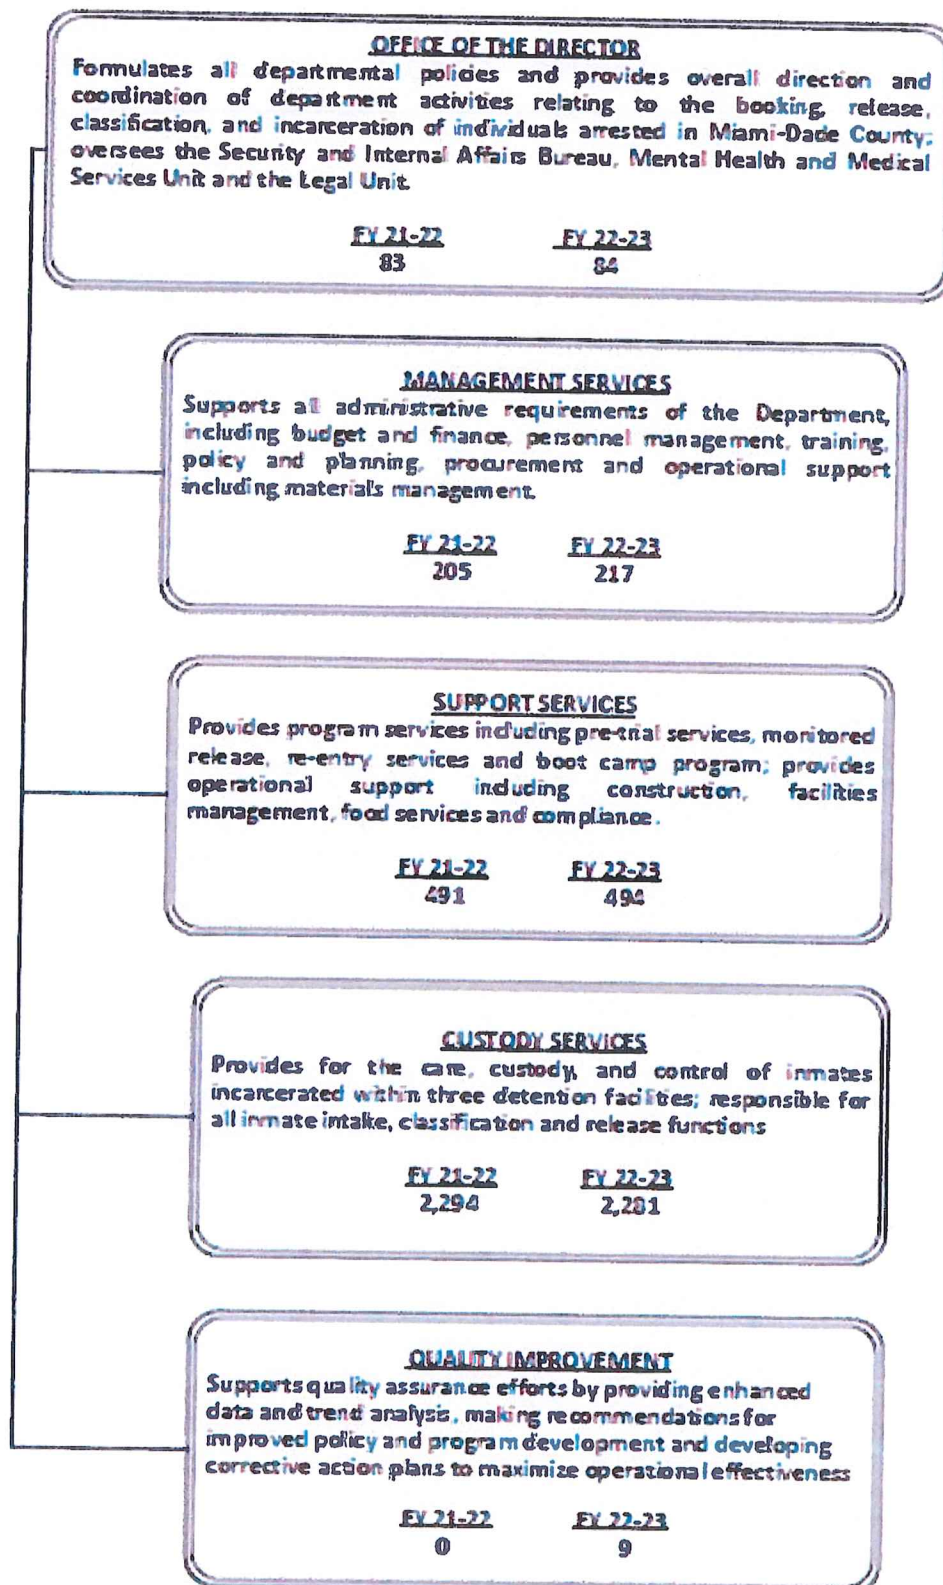 OFFICE OF THE DIRECTOR
Formulates all departmental policies and provides overall direction and
coordination of department activities relating to the booking, release,
classification, and incarceration of individuals arrested in Miami-Dade County;
oversees the Security and Internal Affairs Bureau, Mental Health and Medical
Services Unit and the Legal Unit.
FY 21-22 FY 22-23
83 84
MANAGEMENT SERVICES
Supports all administrative requirements of the Department,
including budget and finance, personnel management, training,
policy and planning, procurement and operational support
including materials management.
FY 21-22 FY 22-23
205 217
SUPPORT SERVICES
Provides program services including pre-trial services, monitored
release, re-entry services and boot camp program; provides
operational support including construction, facilities
management, food services and compliance.
FY 21-22 FY 22-23
491 494
CUSTODY SERVICES
Provides for the care, custody, and control of inmates
incarcerated within three detention facilities; responsible for
all inmate intake, classification and release functions
FY 21-22 FY 22-23
2,294 2,281
QUALITY IMPROVEMENT
Supports quality assurance efforts by providing enhanced
data and trend analysis, making recommendations for
improved policy and program development and developing
corrective action plans to maximize operational effectiveness
FY 21-22 FY 22-23
0 9